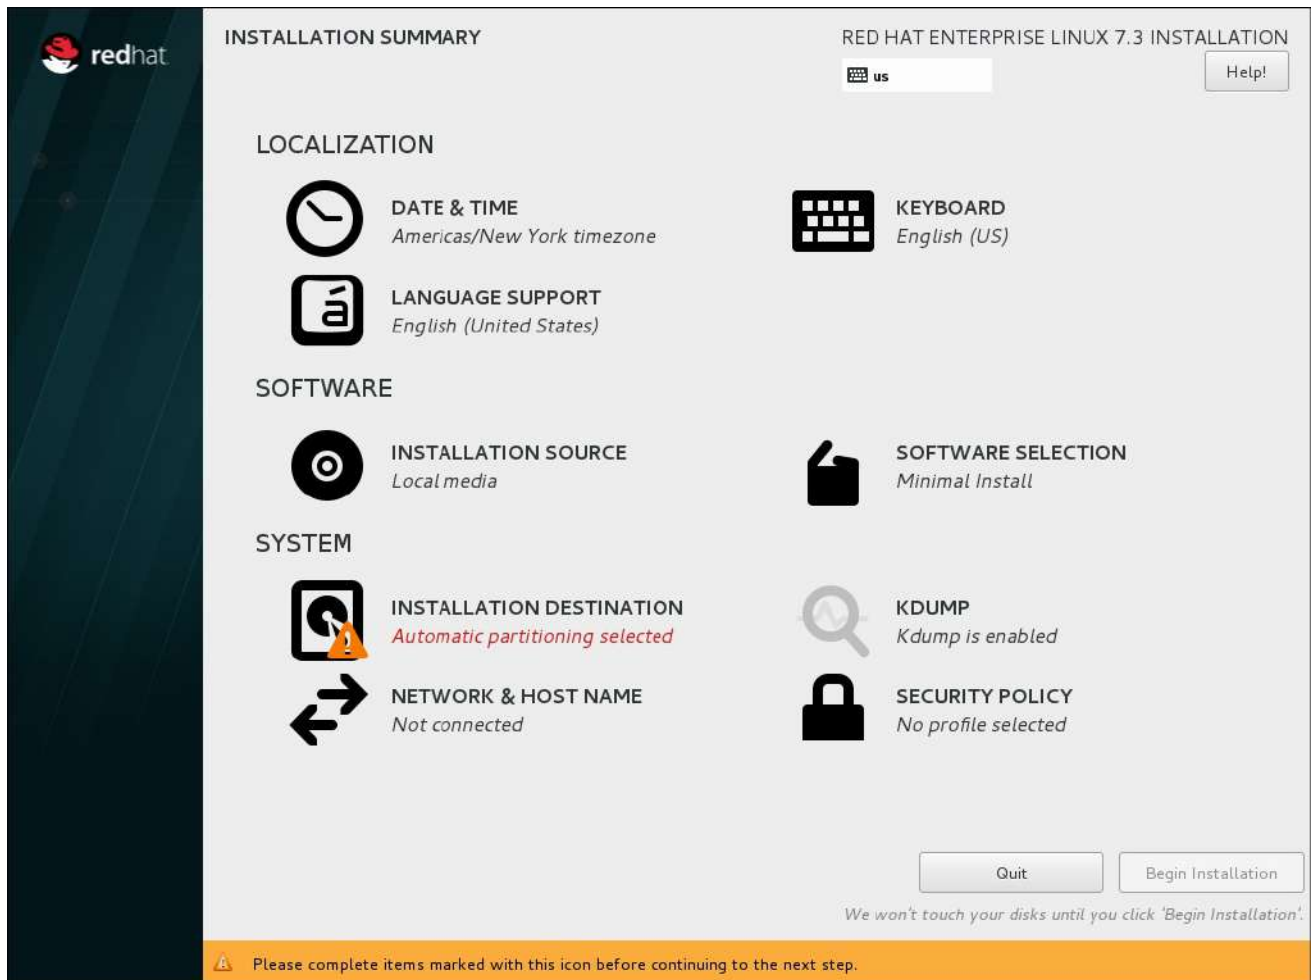 redhat
INSTALLATION SUMMARY
RED HAT ENTERPRISE LINUX 7.3 INSTALLATION
us
Help!
LOCALIZATION
DATE & TIME
Americas/New York timezone
KEYBOARD
English (US)
á
LANGUAGE SUPPORT
English (United States)
SOFTWARE
INSTALLATION SOURCE
Local media
SOFTWARE SELECTION
Minimal Install
SYSTEM
INSTALLATION DESTINATION
Automatic partitioning selected
KDUMP
Kdump is enabled
NETWORK & HOST NAME
Not connected
SECURITY POLICY
No profile selected
Quit
Begin Installation
We won't touch your disks until you click 'Begin Installation'.
Please complete items marked with this icon before continuing to the next step.